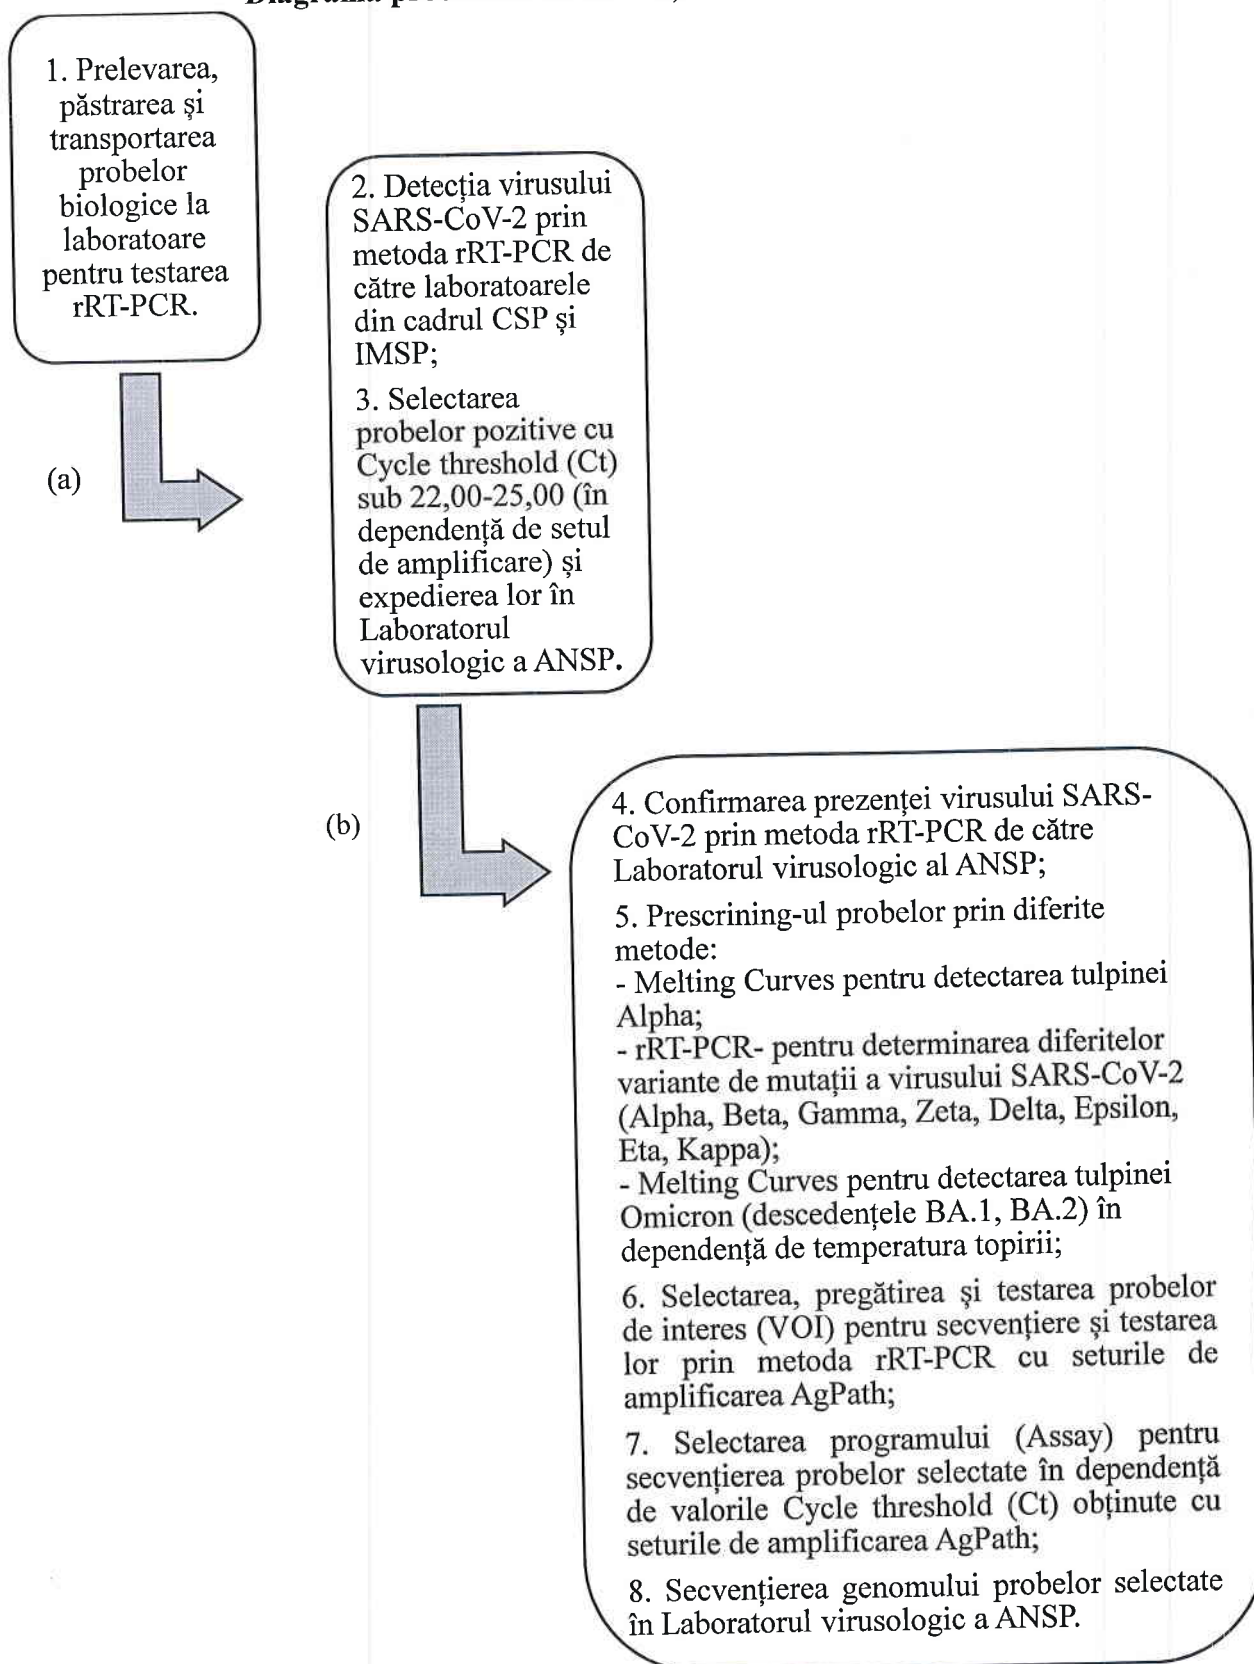 1. Prelevarea,
păstrarea și
transportarea
probelor
biologice la
laboratoare
pentru testarea
rRT-PCR.
(a)
2. Detecția virusului
SARS-CoV-2 prin
metoda rRT-PCR de
către laboratoarele
din cadrul CSP și
IMSP;
3. Selectarea
probelor pozitive cu
Cycle threshold (Ct)
sub 22,00-25,00 (în
dependență de setul
de amplificare) și
expedierea lor în
Laboratorul
virusologic a ANSP.
(b)
4. Confirmarea prezenței virusului SARS-
CoV-2 prin metoda rRT-PCR de către
Laboratorul virusologic al ANSP;
5. Prescrining-ul probelor prin diferite
metode:
- Melting Curves pentru detectarea tulpinei
Alpha;
- rRT-PCR- pentru determinarea diferitelor
variante de mutații a virusului SARS-CoV-2
(Alpha, Beta, Gamma, Zeta, Delta, Epsilon,
Eta, Kappa);
- Melting Curves pentru detectarea tulpinei
Omicron (descedențele BA.1, BA.2) în
dependență de temperatura topirii;
6. Selectarea, pregătirea și testarea probelor
de interes (VOI) pentru secvențiere și testarea
lor prin metoda rRT-PCR cu seturile de
amplificarea AgPath;
7. Selectarea programului (Assay) pentru
secvențierea probelor selectate în dependență
de valorile Cycle threshold (Ct) obținute cu
seturile de amplificarea AgPath;
8. Secvențierea genomului probelor selectate
în Laboratorul virusologic a ANSP.